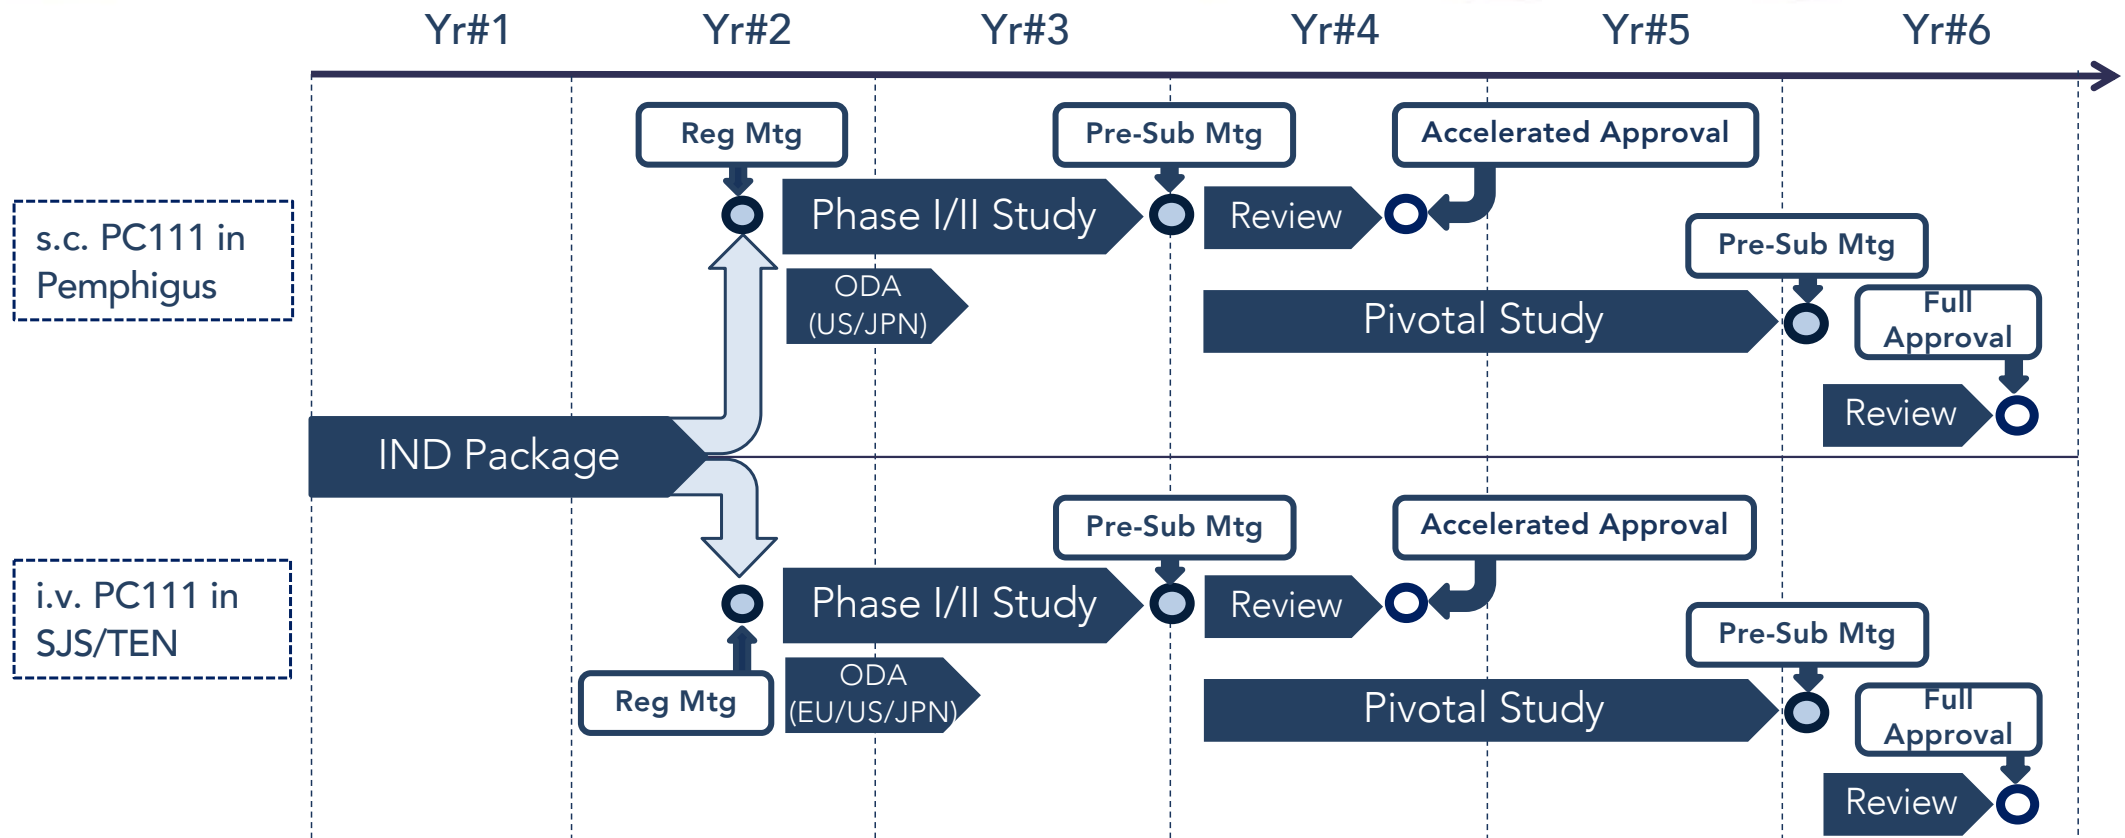 Yr#1 Yr#2 Yr#3 Yr#4 Yr#5 Yr#6
Reg Mtg
Pre-Sub Mtg
Accelerated Approval
s.c. PC111 in
Pemphigus
Phase I/II Study
Review
ODA
(US/JPN)
Pre-Sub Mtg
Pivotal Study
Full
Approval
Review
IND Package
Pre-Sub Mtg
Accelerated Approval
i.v. PC111 in
SJS/TEN
Phase I/II Study
Review
Reg Mtg
ODA
(EU/US/JPN)
Pre-Sub Mtg
Pivotal Study
Full
Approval
Review